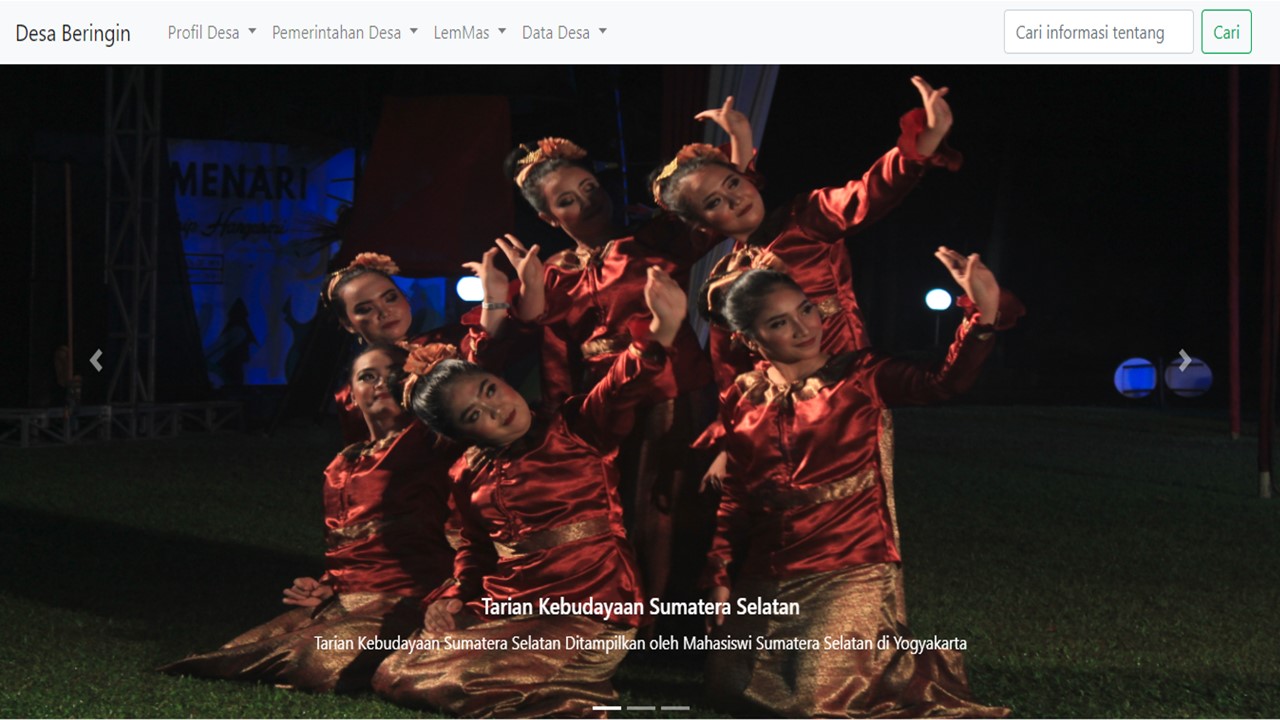 Desa Beringin
Profil Desa
Pemerintahan Desa
LemMas
Data Desa
Cari informasi tentang
Cari
MENARI
Tarian Kebudayaan Sumatera Selatan
Tarian Kebudayaan Sumatera Selatan Ditampilkan oleh Mahasiswi Sumatera Selatan di Yogyakarta